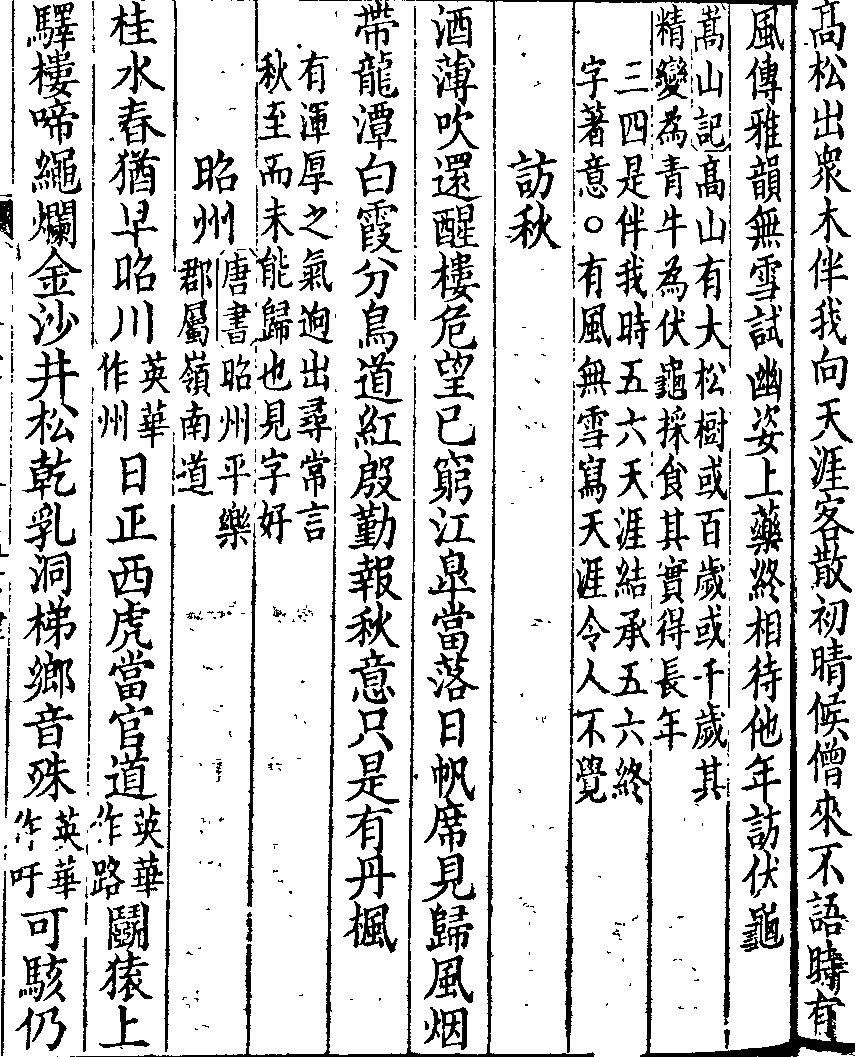 高松出衆木伴我向天涯客散初晴候僧來不語時有
風傳雅韻無雪試幽姿上藥終相待他年訪伏龜
嵩山記髙山有大松樹或百歲或千歲其
精變為青牛為伏龜採食其實得長年
三四是伴我時五六天涯結承五六終
字著意○有風無雪寫天涯令人不覺
訪秋
酒薄吹還醒樓危望已窮江臯當落日帆席見歸風烟
帶龍潭白霞分鳥道紅殷勤報秋意只是有丹楓
有渾厚之氣逈出尋常言
秋至而未能歸也見字好
昭州
唐書昭州平樂
郡屬嶺南道
桂水春猶早昭川
英華
作州
日正西虎當官道
英華
作路
鬬猿上
驛樓啼繩爛金沙井松乾乳洞梯鄉音殊
英華
作吁
可駭仍